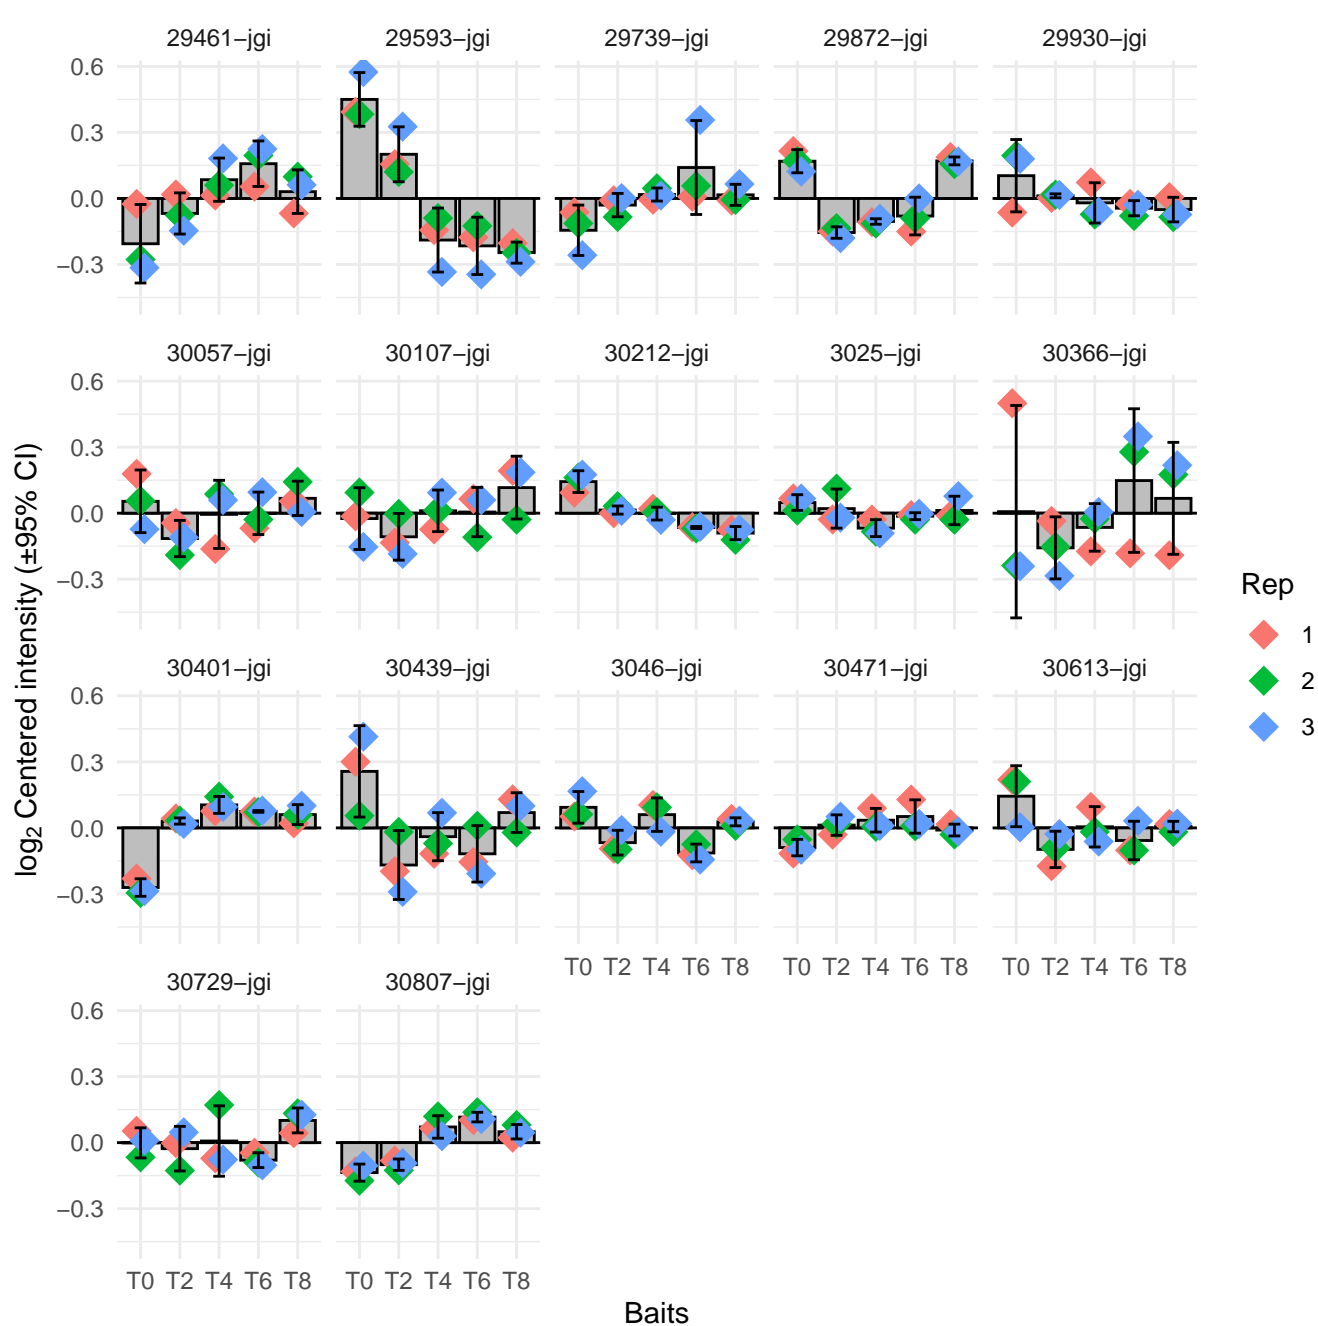 29461–jgi 29593–jgi 29739–jgi 29872–jgi 29930–jgi
0.6
0.3
0.0
−0.3
30057–jgi 30107–jgi 30212–jgi 3025–jgi 30366–jgi
0.6
0.3
0.0
−0.3
30401–jgi 30439–jgi 3046–jgi 30471–jgi 30613–jgi
0.6
0.3
0.0
−0.3
T0 T2 T4 T6 T8 T0 T2 T4 T6 T8 T0 T2 T4 T6 T8
30729–jgi 30807–jgi
0.6
0.3
0.0
−0.3
T0 T2 T4 T6 T8 T0 T2 T4 T6 T8
Baits
log₂ Centered intensity (±95% CI)
Rep
1
2
3